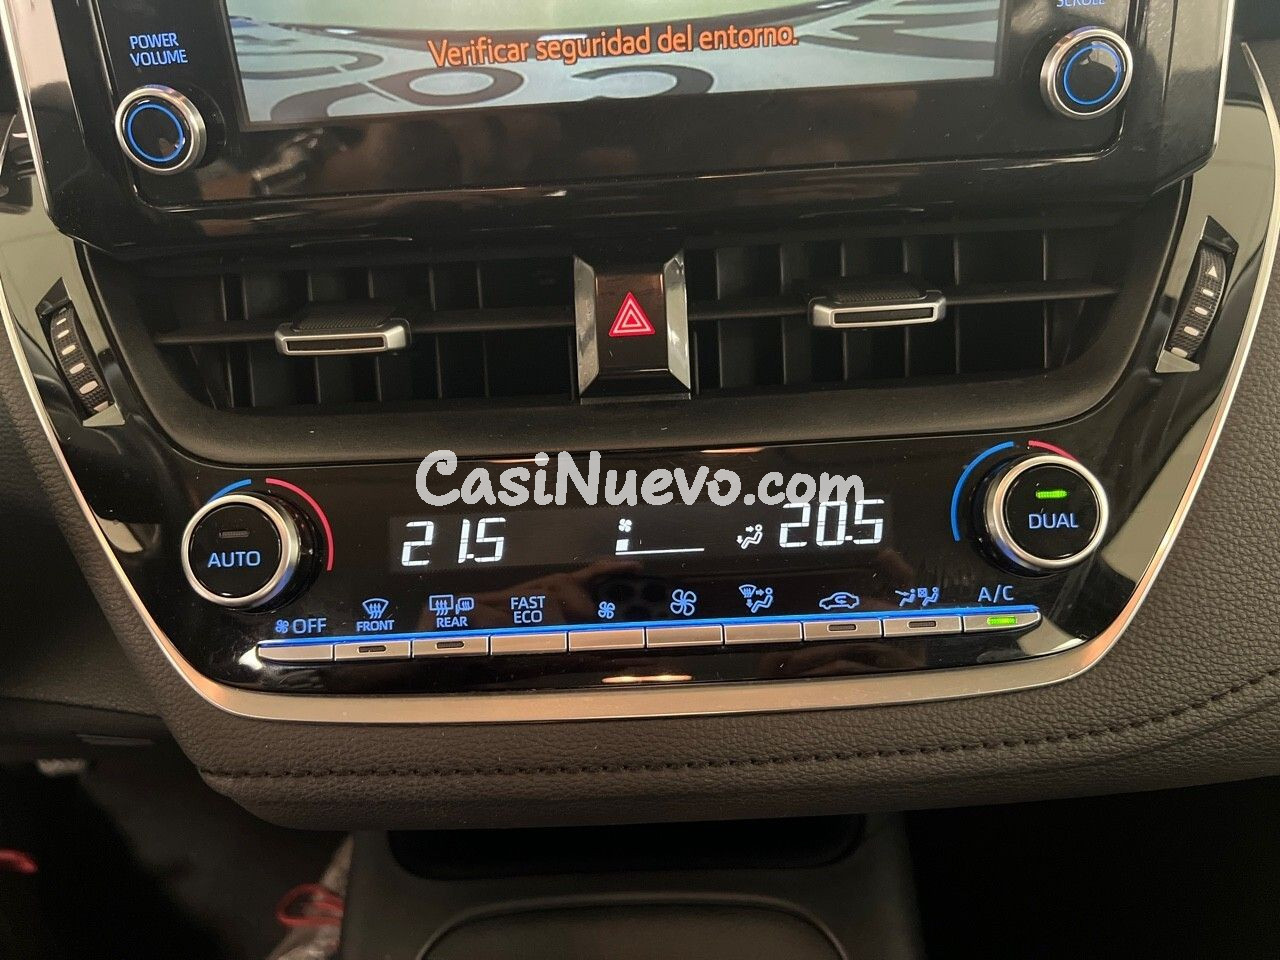 POWER
VOLUME
Verificar seguridad del entorno.
SCROLL
CasiNuevo.com
AUTO
21.5
20.5
DUAL
OFF
FRONT
REAR
FAST
ECO
A/C